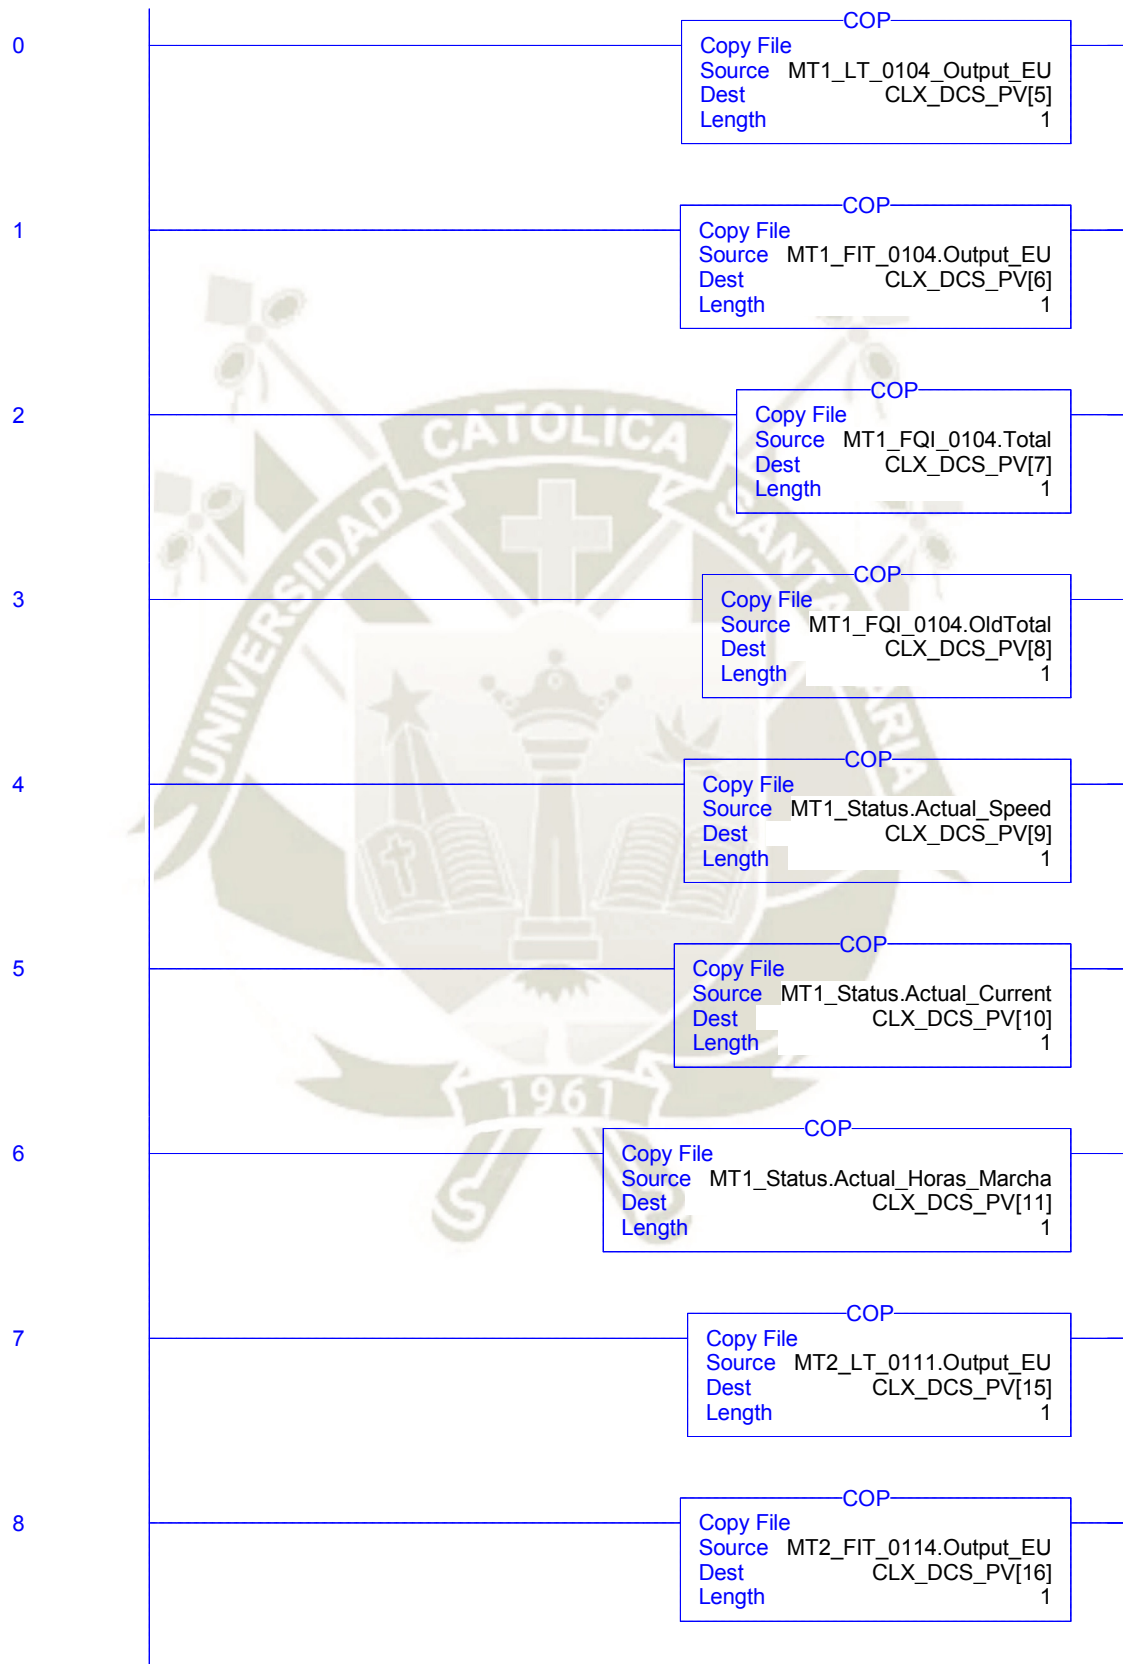 0
COP
Copy File
Source MT1_LT_0104_Output_EU
Dest CLX_DCS_PV[5]
Length 1
1
COP
Copy File
Source MT1_FIT_0104.Output_EU
Dest CLX_DCS_PV[6]
Length 1
2
COP
Copy File
Source MT1_FQI_0104.Total
Dest CLX_DCS_PV[7]
Length 1
3
COP
Copy File
Source MT1_FQI_0104.OldTotal
Dest CLX_DCS_PV[8]
Length 1
4
COP
Copy File
Source MT1_Status.Actual_Speed
Dest CLX_DCS_PV[9]
Length 1
5
COP
Copy File
Source MT1_Status.Actual_Current
Dest CLX_DCS_PV[10]
Length 1
6
COP
Copy File
Source MT1_Status.Actual_Horas_Marcha
Dest CLX_DCS_PV[11]
Length 1
7
COP
Copy File
Source MT2_LT_0111.Output_EU
Dest CLX_DCS_PV[15]
Length 1
8
COP
Copy File
Source MT2_FIT_0114.Output_EU
Dest CLX_DCS_PV[16]
Length 1
UNIVERSIDAD CATOLICA SANTA MARIA
1961
S S